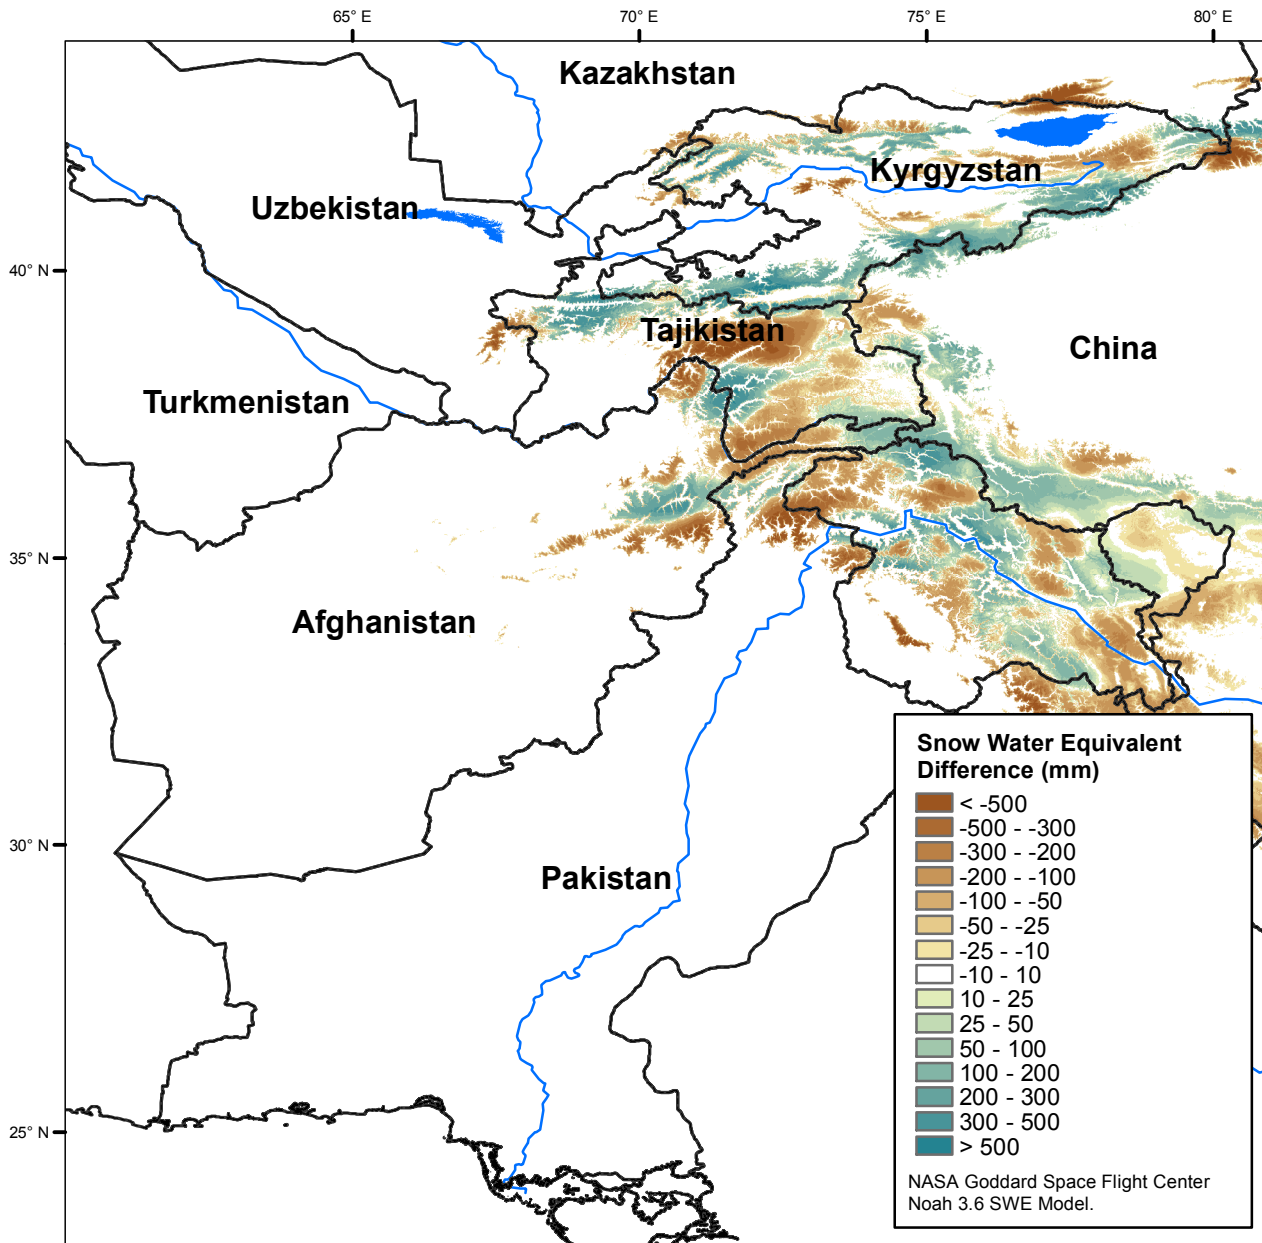 65° E
70° E
75° E
80° E
Kazakhstan
Kyrgyzstan
Uzbekistan
40° N
Tajikistan
China
Turkmenistan
35° N
Afghanistan
30° N
Pakistan
25° N
Snow Water Equivalent
Difference (mm)
< -500
-500 - -300
-300 - -200
-200 - -100
-100 - -50
-50 - -25
-25 - -10
-10 - 10
10 - 25
25 - 50
50 - 100
100 - 200
200 - 300
300 - 500
> 500
NASA Goddard Space Flight Center
Noah 3.6 SWE Model.